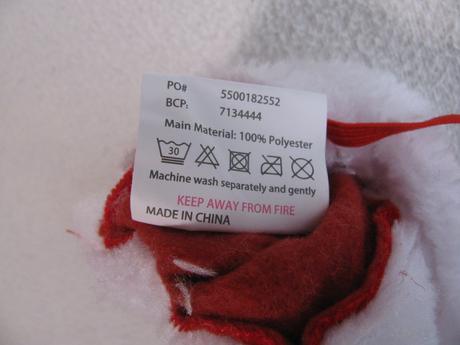 PO# 5500182552
BCP: 7134444
Main Material: 100% Polyester
30
Machine wash separately and gently
KEEP AWAY FROM FIRE
MADE IN CHINA